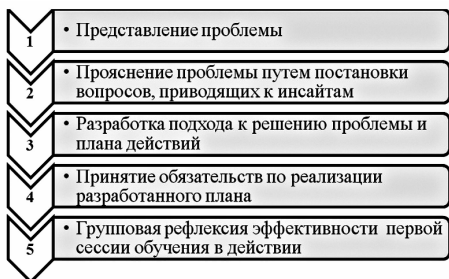 1
• Представление проблемы
2
• Прояснение проблемы путем постановки
вопросов, приводящих к инсайтам
3
• Разработка подхода к решению проблемы и
плана действий
4
• Принятие обязательств по реализации
разработанного плана
5
• Групповая рефлексия эффективности первой
сессии обучения в действии